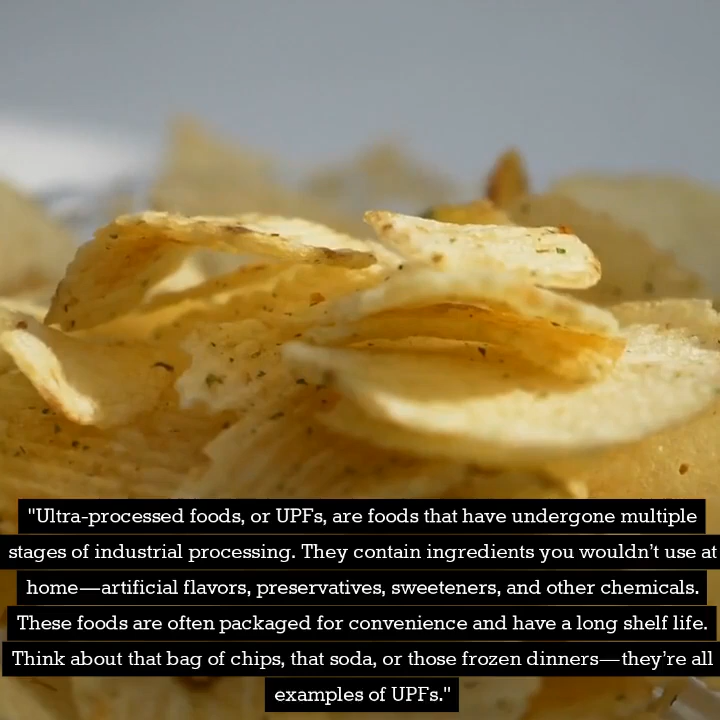 "Ultra-processed foods, or UPFs, are foods that have undergone multiple
stages of industrial processing. They contain ingredients you wouldn’t use at
home—artificial flavors, preservatives, sweeteners, and other chemicals.
These foods are often packaged for convenience and have a long shelf life.
Think about that bag of chips, that soda, or those frozen dinners—they’re all
examples of UPFs."